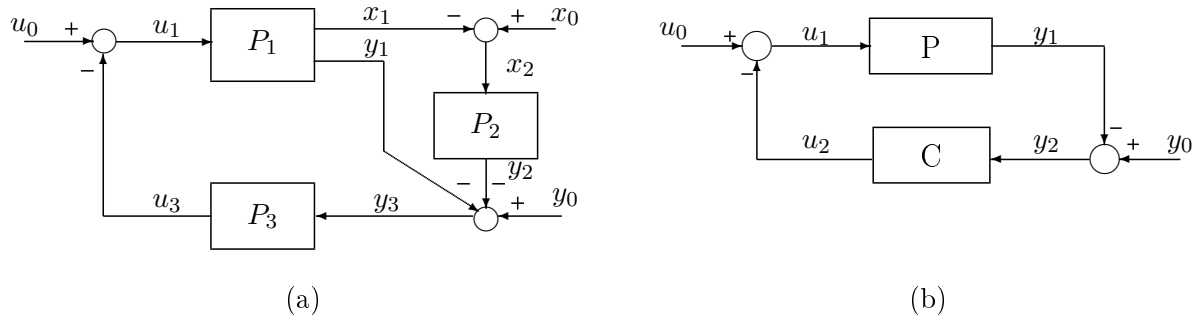 u₀ + u₁ P₁ x₁ − + x₀
y₁
−
x₂
P₂
y₂
− −
u₃ P₃ y₃ + y₀
(a)
u₀ + u₁ P y₁
−
−
u₂ C y₂ + y₀
(b)